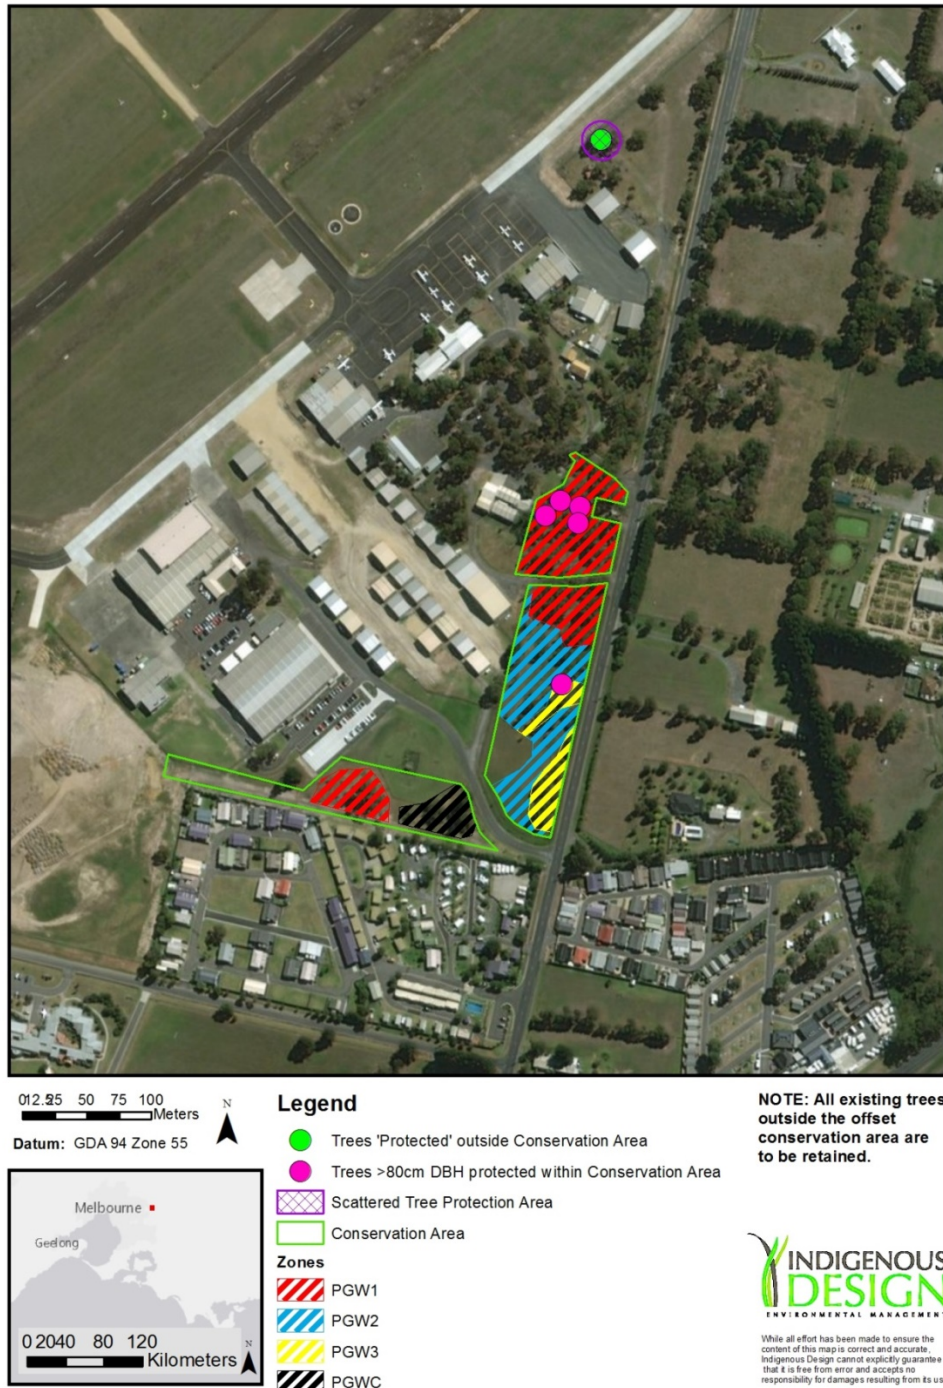 012.525 50 75 100
Meters
N
Datum: GDA 94 Zone 55
Melbourne
Geelong
0 2040 80 120
Kilometers
N
Legend
Trees 'Protected' outside Conservation Area
Trees >80cm DBH protected within Conservation Area
Scattered Tree Protection Area
Conservation Area
Zones
PGW1
PGW2
PGW3
PGWC
NOTE: All existing trees
outside the offset
conservation area are
to be retained.
INDIGENOUS
DESIGN
ENVIRONMENTAL MANAGEMENT
While all effort has been made to ensure the
content of this map is correct and accurate,
Indigenous Design cannot explicitly guarantee
that it is free from error and accepts no
responsibility for damages resulting from its us